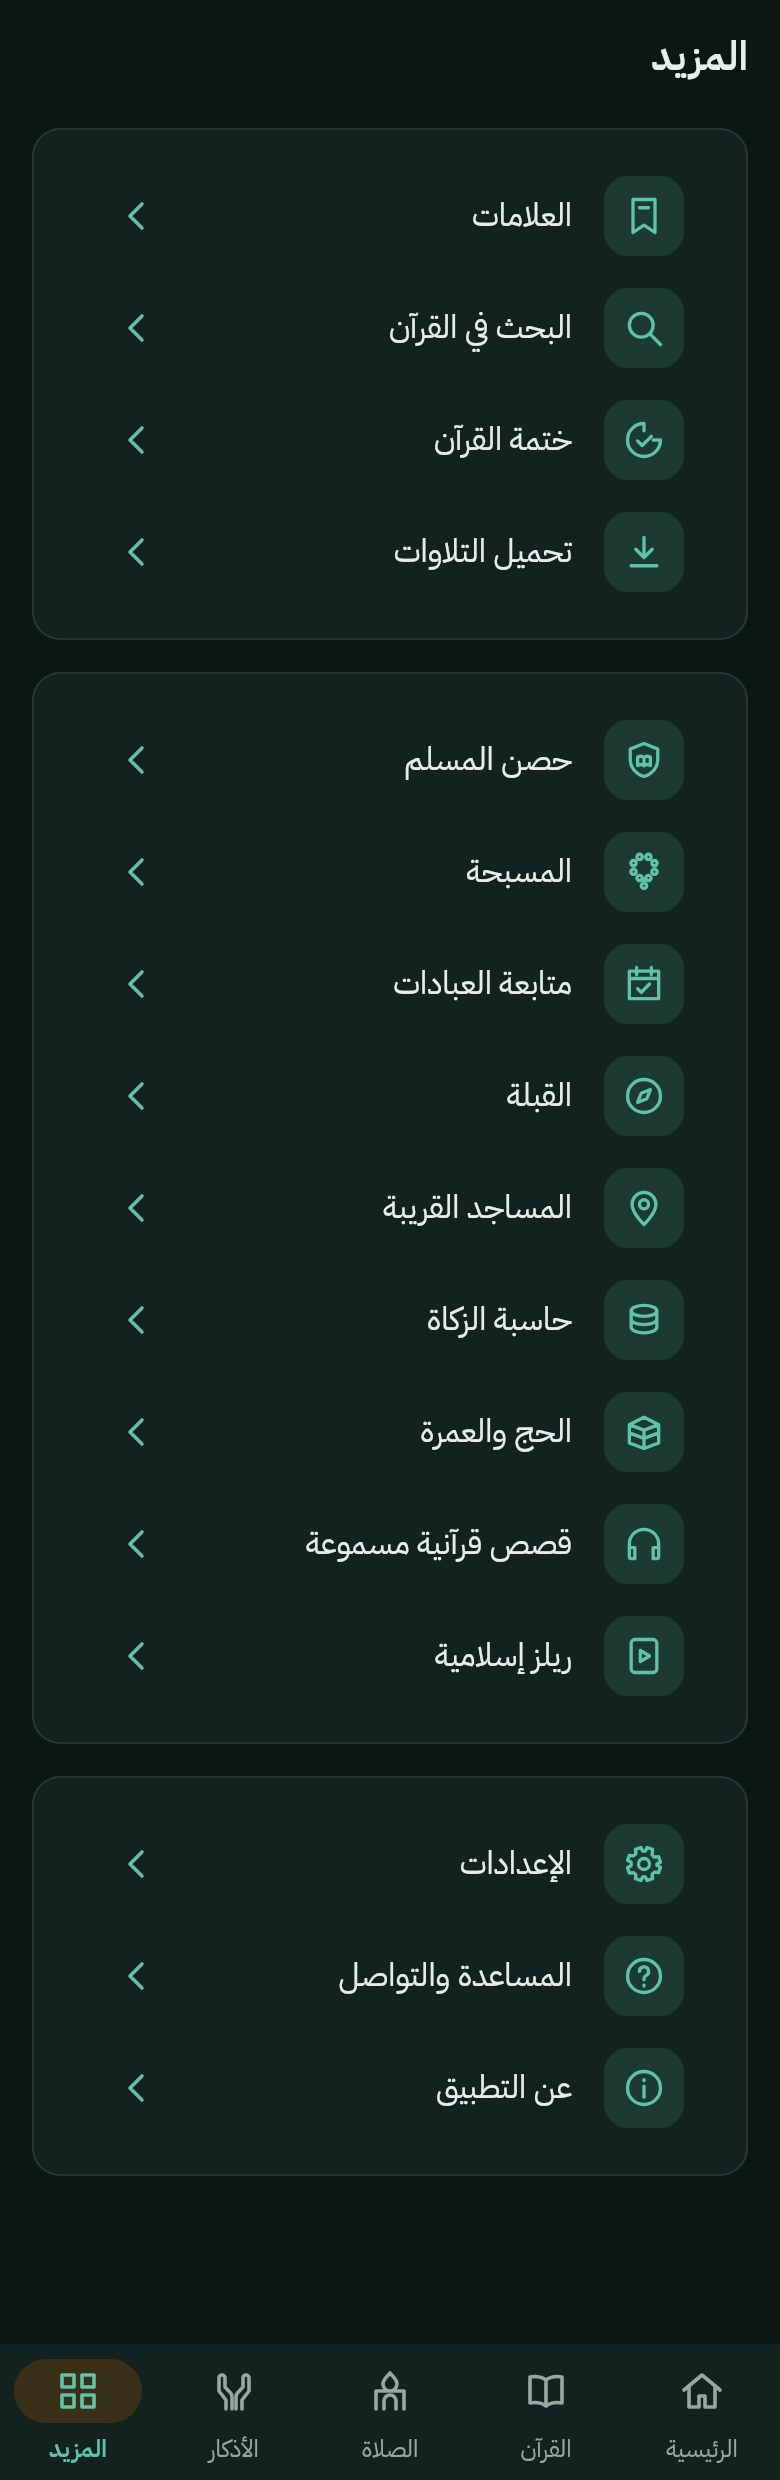 المزيد
العلامات
البحث في القرآن
ختمة القرآن
تحميل التلاوات
حصن المسلم
المسبحة
متابعة العبادات
القبلة
المساجد القريبة
حاسبة الزكاة
الحج والعمرة
قصص قرآنية مسموعة
ريلز إسلامية
الإعدادات
المساعدة والتواصل
عن التطبيق
الرئيسية
القرآن
الصلاة
الأذكار
المزيد